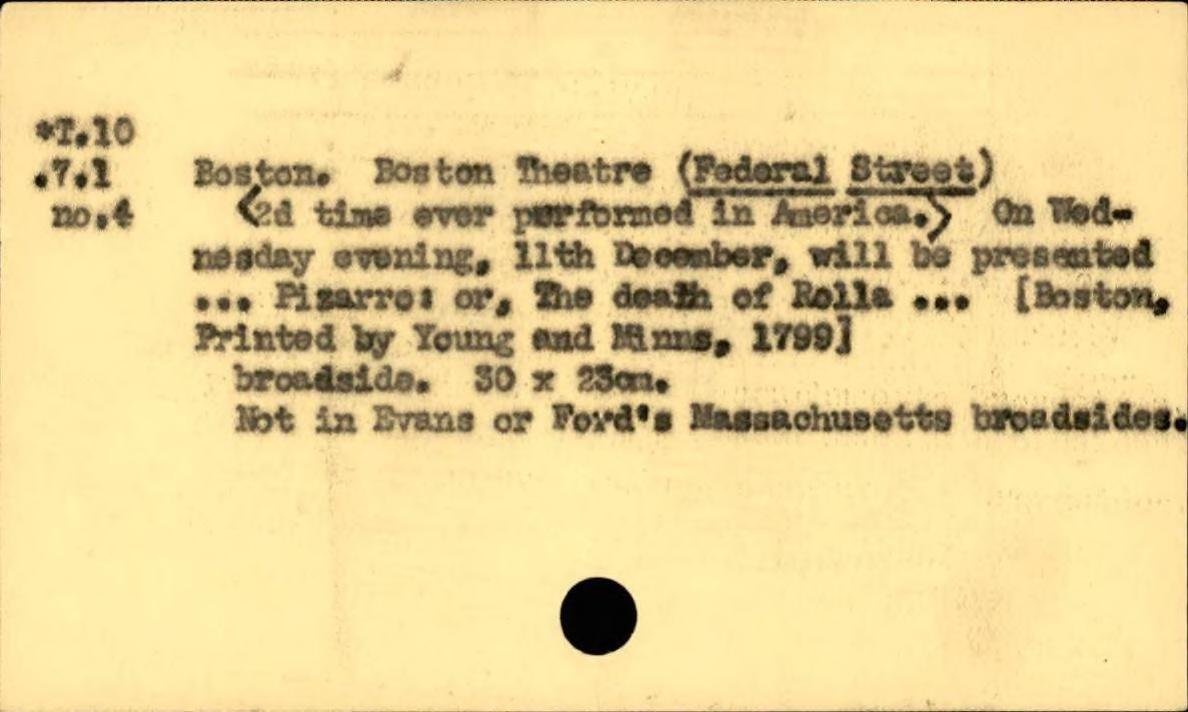 *T.10
.7.1 Boston. Boston Theatre (Federal Street)
no.4 <2d time ever performed in America.> On Wed-
nesday evening, 11th December, will be presented
... Pizarro: or, The death of Rolla ... [Boston,
Printed by Young and Minns, 1799]
broadside. 30 x 23cm.
Not in Evans or Ford's Massachusetts broadsides.